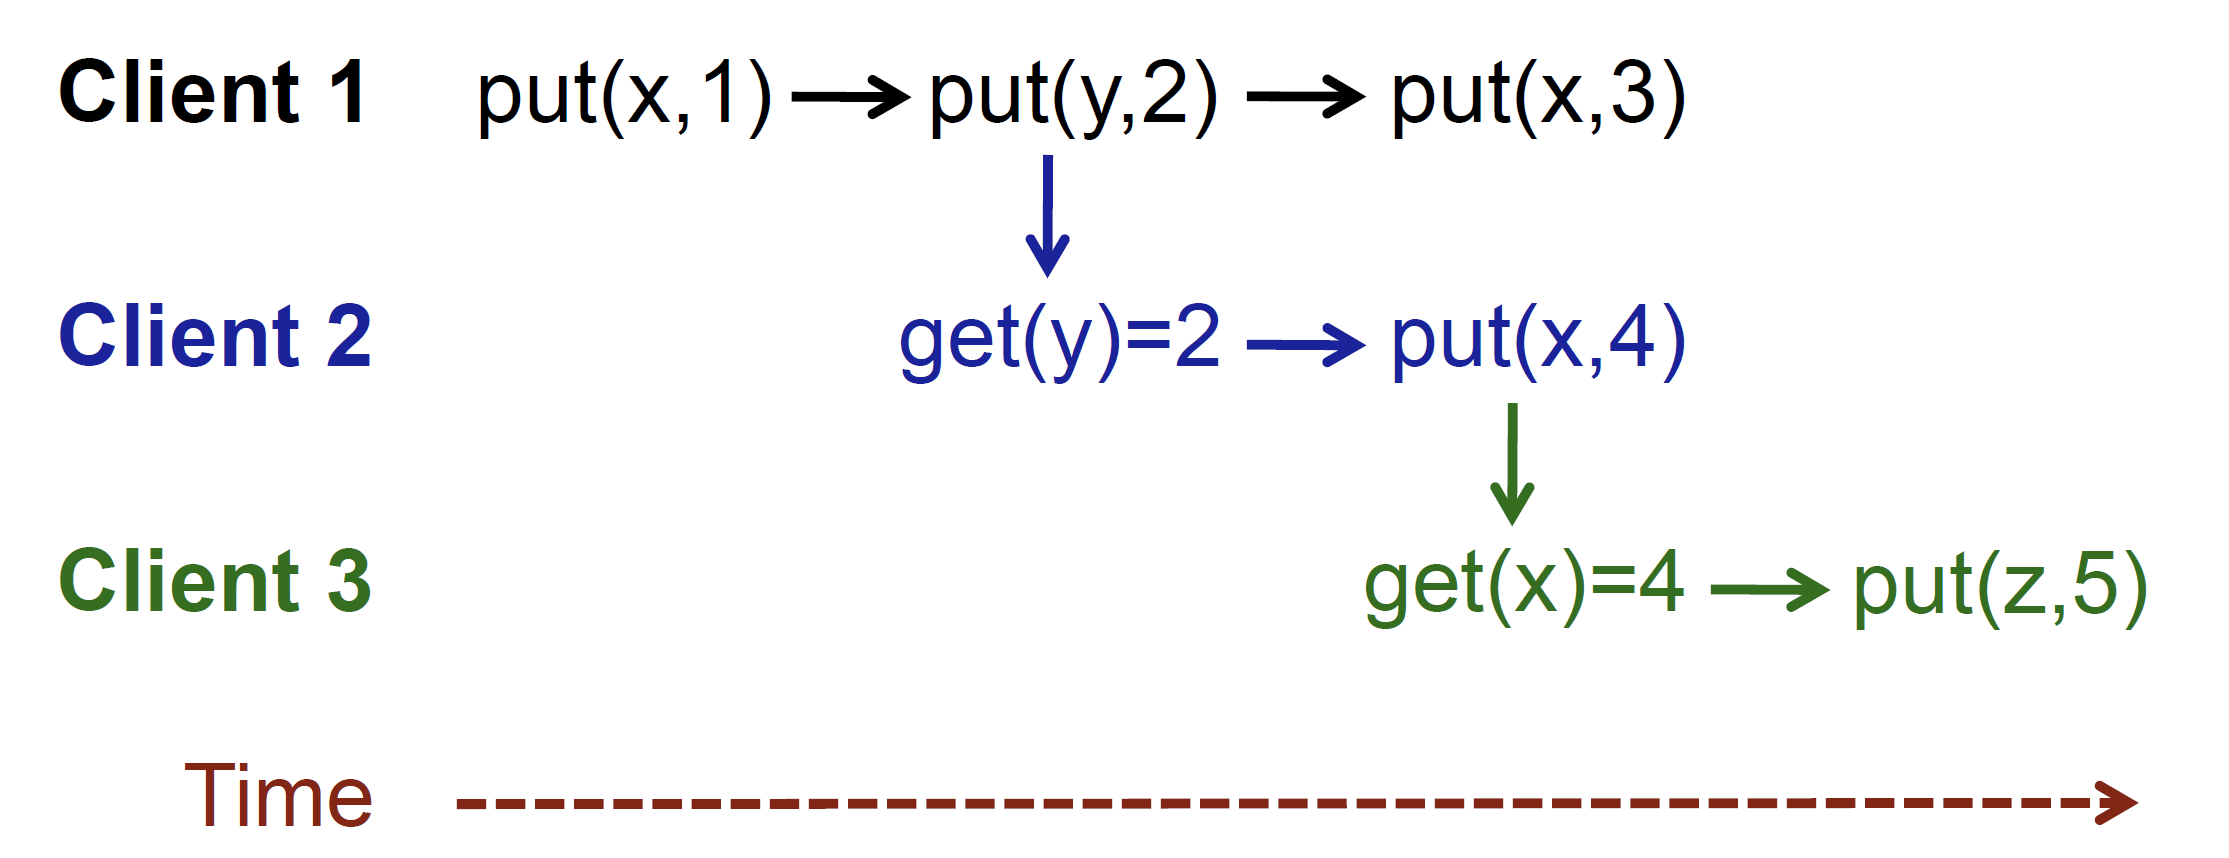 Client 1 put(x,1) put(y,2) put(x,3)
Client 2 get(y)=2 put(x,4)
Client 3 get(x)=4 put(z,5)
Time